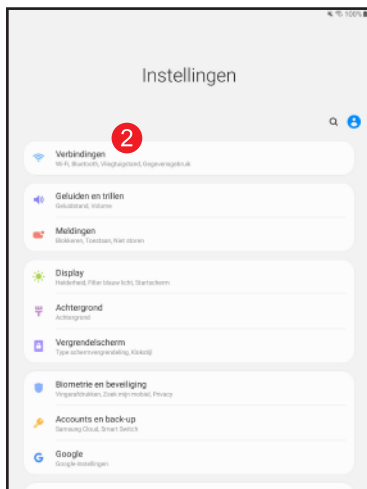 100%
Instellingen
2
Verbindingen
Wi-Fi, Bluetooth, Vliegtuigstand, Gegevensgebruik
Geluiden en trillen
Geluidstand, Volume
Meldingen
Blokkeren, Toestaan, Niet storen
Display
Helderheid, Filter blauw licht, Startscherm
Achtergrond
Achtergrond
Vergrendelscherm
Type schermvergrendeling, Klokstijl
Biometrie en beveiliging
Vingerafdrukken, Zoek mijn mobiel, Privacy
Accounts en back-up
Samsung Cloud, Smart Switch
Google
Google-instellingen